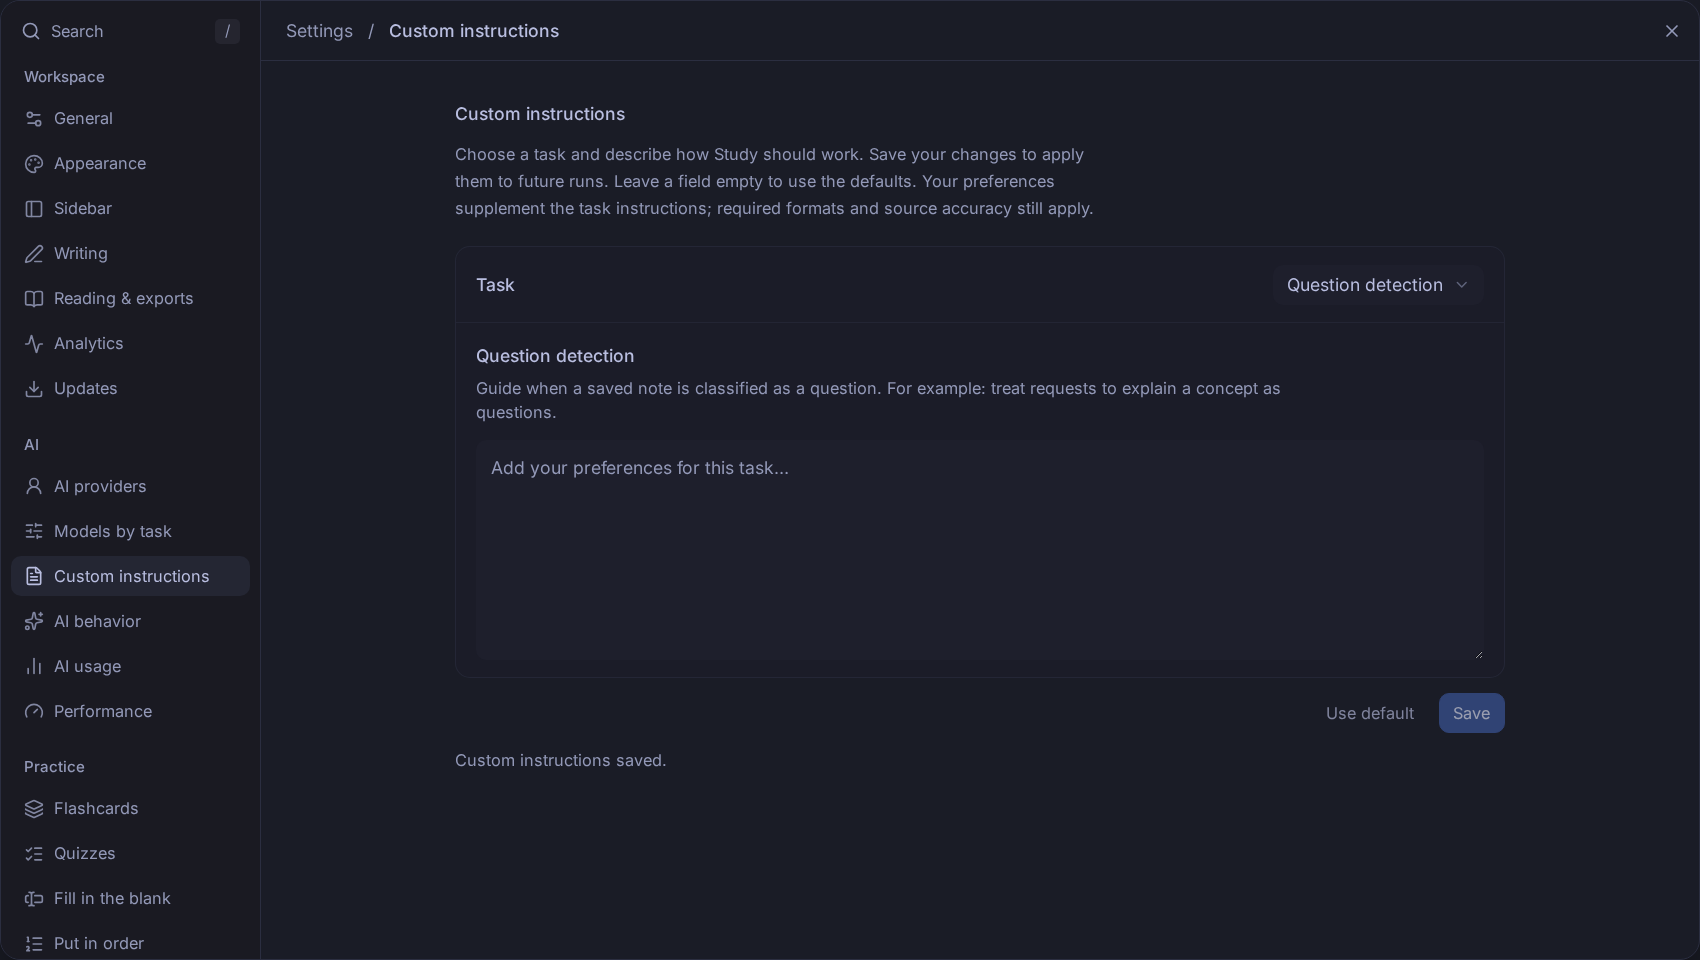 Search
/
Workspace
General
Appearance
Sidebar
Writing
Reading & exports
Analytics
Updates
AI
AI providers
Models by task
Custom instructions
AI behavior
AI usage
Performance
Practice
Flashcards
Quizzes
Fill in the blank
Put in order
Settings / Custom instructions
Custom instructions
Choose a task and describe how Study should work. Save your changes to apply
them to future runs. Leave a field empty to use the defaults. Your preferences
supplement the task instructions; required formats and source accuracy still apply.
Task
Question detection
Question detection
Guide when a saved note is classified as a question. For example: treat requests to explain a concept as
questions.
Add your preferences for this task...
Use default
Save
Custom instructions saved.